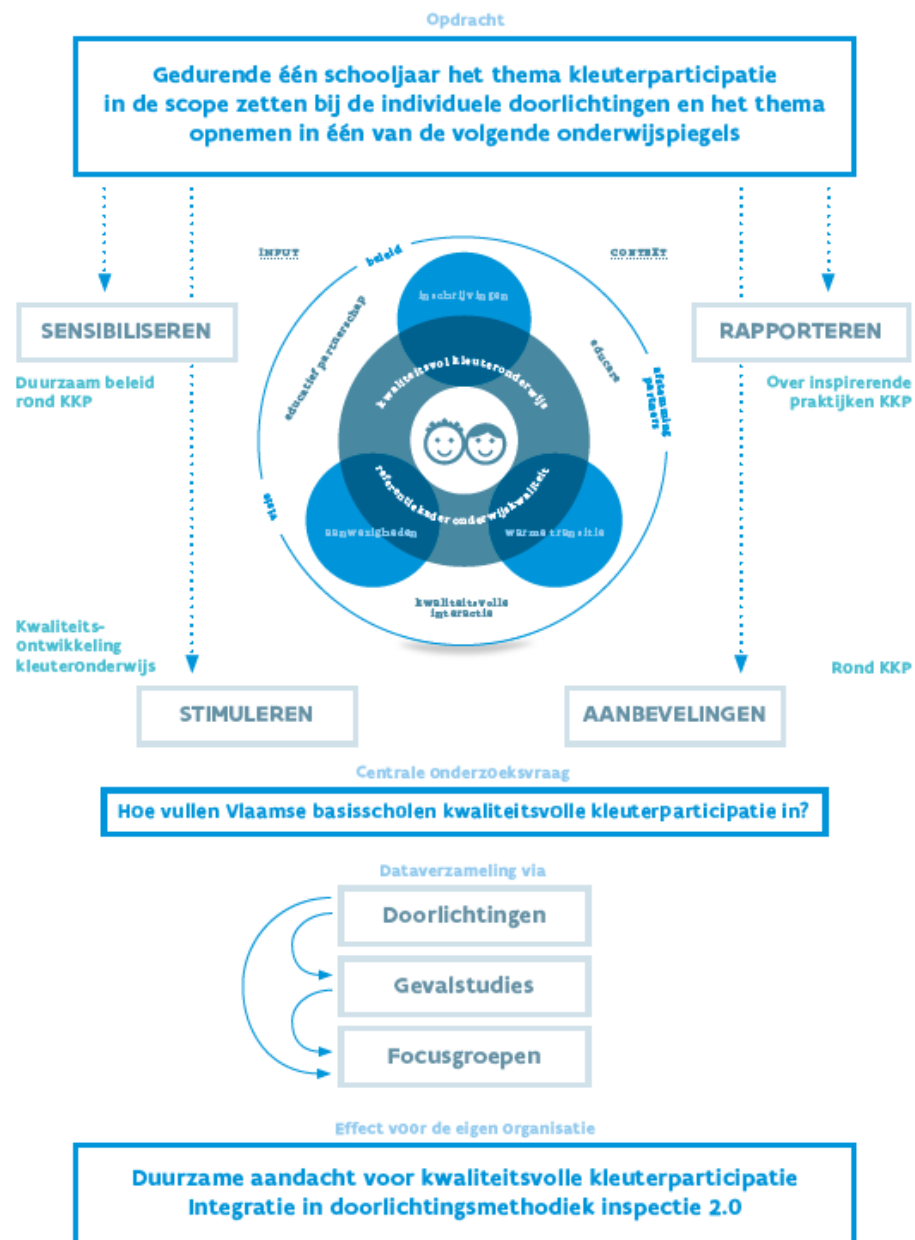 Opdracht
Gedurende één schooljaar het thema kleuterparticipatie
in de scope zetten bij de individuele doorlichtingen en het thema
opnemen in één van de volgende onderwijspiegels
INPUT
beleid
CONTEXT
inschrijvingen
SENSIBILISEREN
educatief partnerschap
educare
RAPPORTEREN
Duurzaam beleid
rond KKP
kwaliteitsvol kleuteronderwijs
afstemming
partners
Over inspirerende
praktijken KKP
referentiekader onderwijskwaliteit
visie
aanwezigheden
warme transitie
kwaliteitsvolle
interactie
Kwaliteits-
ontwikkeling
kleuteronderwijs
Rond KKP
STIMULEREN
AANBEVELINGEN
Centrale onderzoeksvraag
Hoe vullen Vlaamse basisscholen kwaliteitsvolle kleuterparticipatie in?
Dataverzameling via
Doorlichtingen
Gevalstudies
Focusgroepen
Effect voor de eigen organisatie
Duurzame aandacht voor kwaliteitsvolle kleuterparticipatie
Integratie in doorlichtingsmethodiek inspectie 2.0